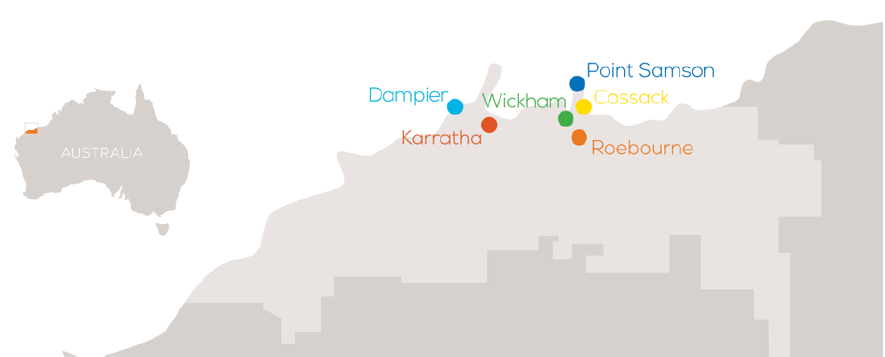 Point Samson
Dampier
Wickham
Cossack
Karratha
Roebourne
AUSTRALIA